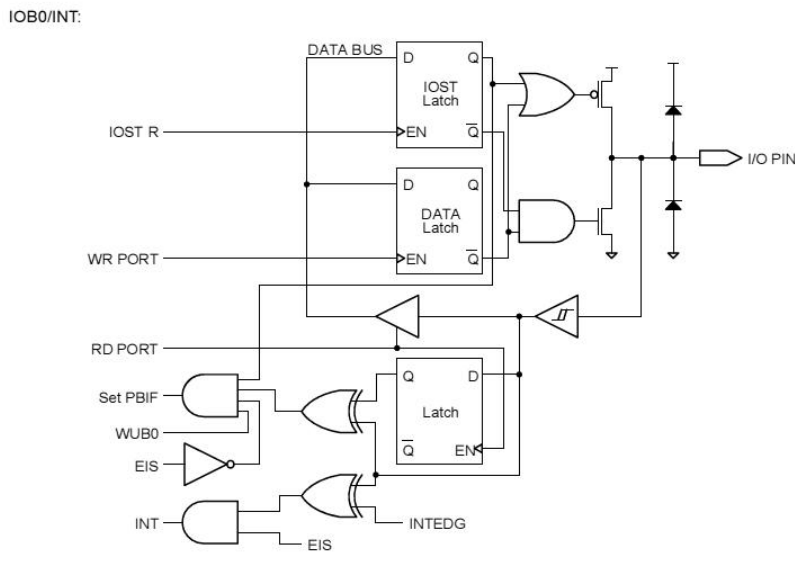 IOB0/INT:
DATA BUS
D
Q
IOST
Latch
IOST R
EN
Q
I/O PIN
D
Q
DATA
Latch
WR PORT
EN
Q
RD PORT
Set PBIF
Q
D
Latch
WUB0
Q
EN
EIS
INT
INTEDG
EIS